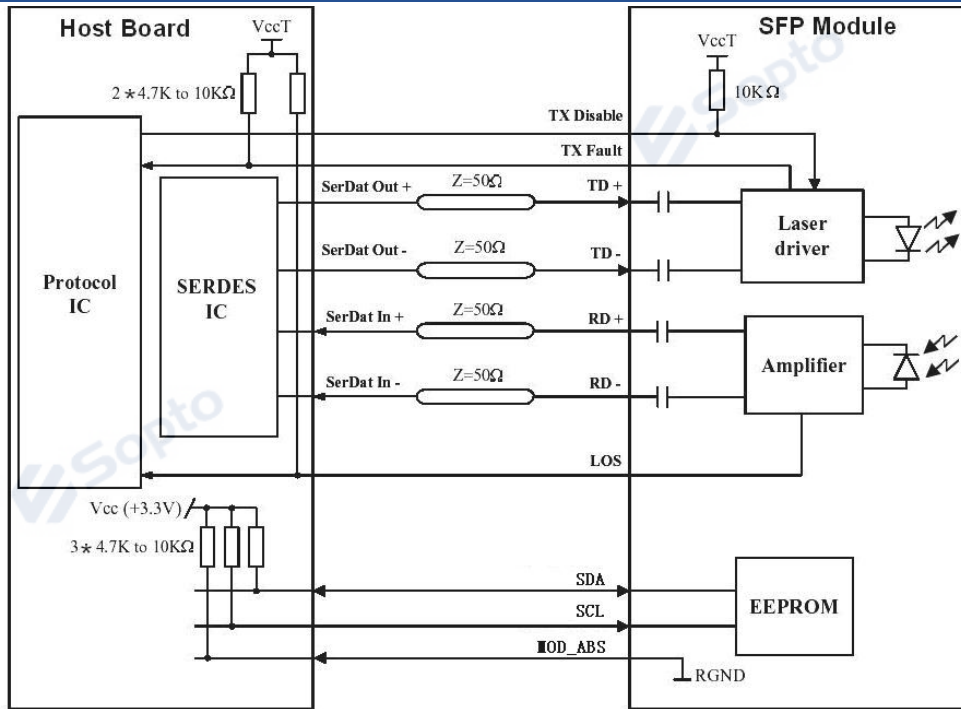 Host Board
SFP Module
VccT
VccT
2*4.7K to 10KΩ
10KΩ
TX Disable
TX Fault
SerDat Out +
Z=50Ω
TD +
Laser
driver
SerDat Out -
Z=50Ω
TD -
Protocol
IC
SERDES
IC
SerDat In +
Z=50Ω
RD +
Amplifier
SerDat In -
Z=50Ω
RD -
LOS
Vcc (+3.3V)
3* 4.7K to 10KΩ
SDA
EEPROM
SCL
MOD_ABS
RGND
Sopto
Sopto